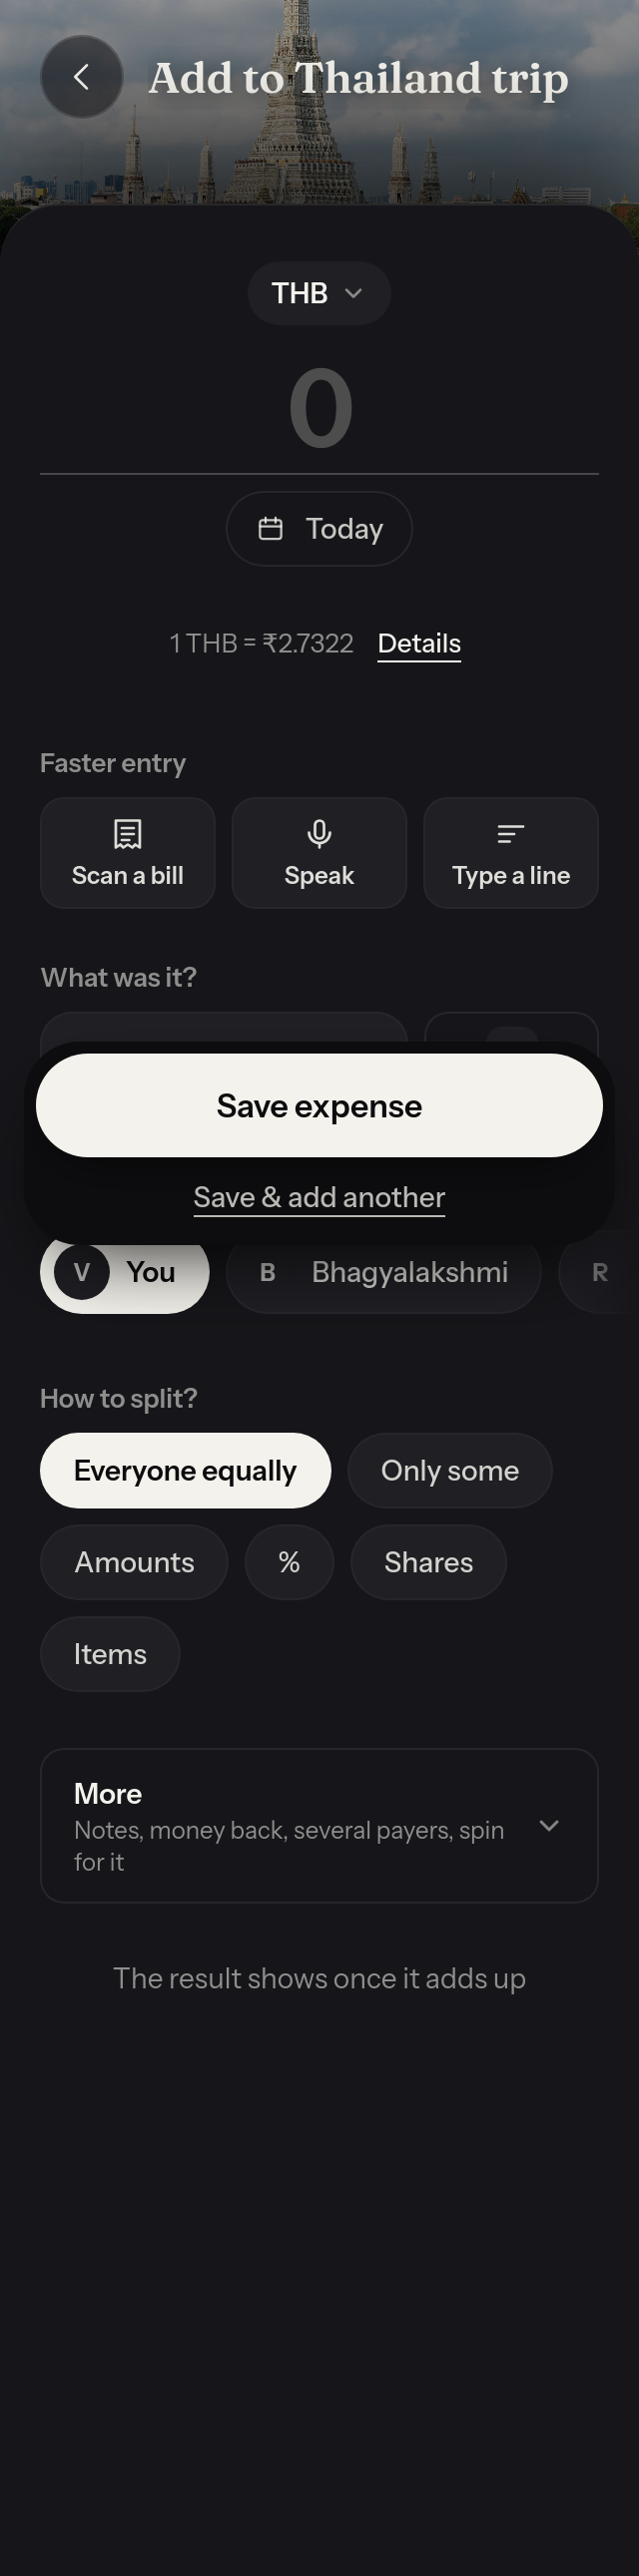 Add to Thailand trip
THB
0
Today
1 THB = ₹2.7322 Details
Faster entry
Scan a bill
Speak
Type a line
What was it?
Save expense
Save & add another
V You
B Bhagyalakshmi
R
How to split?
Everyone equally
Only some
Amounts
%
Shares
Items
More
Notes, money back, several payers, spin
for it
The result shows once it adds up